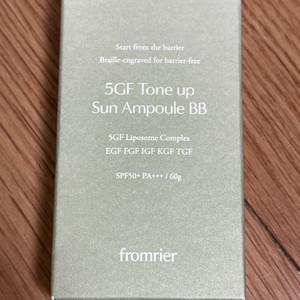 Start from the barrier
Braille-engraved for barrier-free
5GF Tone up
Sun Ampoule BB
5GF Liposome Complex
EGF FGF IGF KGF TGF
SPF50+ PA+++ / 60g
fromrier